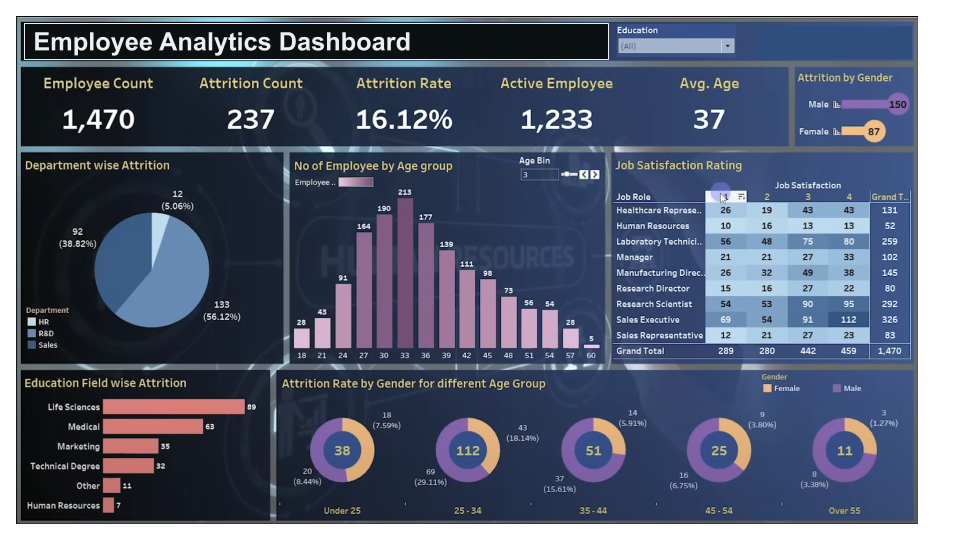 Employee Analytics Dashboard
Education
(All)
Employee Count
Attrition Count
Attrition Rate
Active Employee
Avg. Age
1,470
237
16.12%
1,233
37
Attrition by Gender
Male
150
Female
87
Department wise Attrition
12
(5.06%)
92
(38.82%)
133
(56.12%)
Department
HR
R&D
Sales
No of Employee by Age group
Employee ..
Age Bin
3
28
43
91
164
190
213
177
139
111
98
73
56
54
28
5
18 21 24 27 30 33 36 39 42 45 48 51 54 57 60
Job Satisfaction Rating
Job Satisfaction
Job Role 2 3 4 Grand T..
Healthcare Represe.. 26 19 43 43 131
Human Resources 10 16 13 13 52
Laboratory Technici.. 56 48 75 80 259
Manager 21 21 27 33 102
Manufacturing Direc.. 26 32 49 38 145
Research Director 15 16 27 22 80
Research Scientist 54 53 90 95 292
Sales Executive 69 54 91 112 326
Sales Representative 12 21 27 23 83
Grand Total 289 280 442 459 1,470
Education Field wise Attrition
Life Sciences 89
Medical 63
Marketing 35
Technical Degree 32
Other 11
Human Resources 7
Attrition Rate by Gender for different Age Group
Gender
Female
Male
18
(7.59%)
38
20
(8.44%)
Under 25
43
(18.14%)
112
69
(29.11%)
25 - 34
14
(5.91%)
51
37
(15.61%)
35 - 44
9
(3.80%)
25
16
(6.75%)
45 - 54
3
(1.27%)
11
8
(3.38%)
Over 55